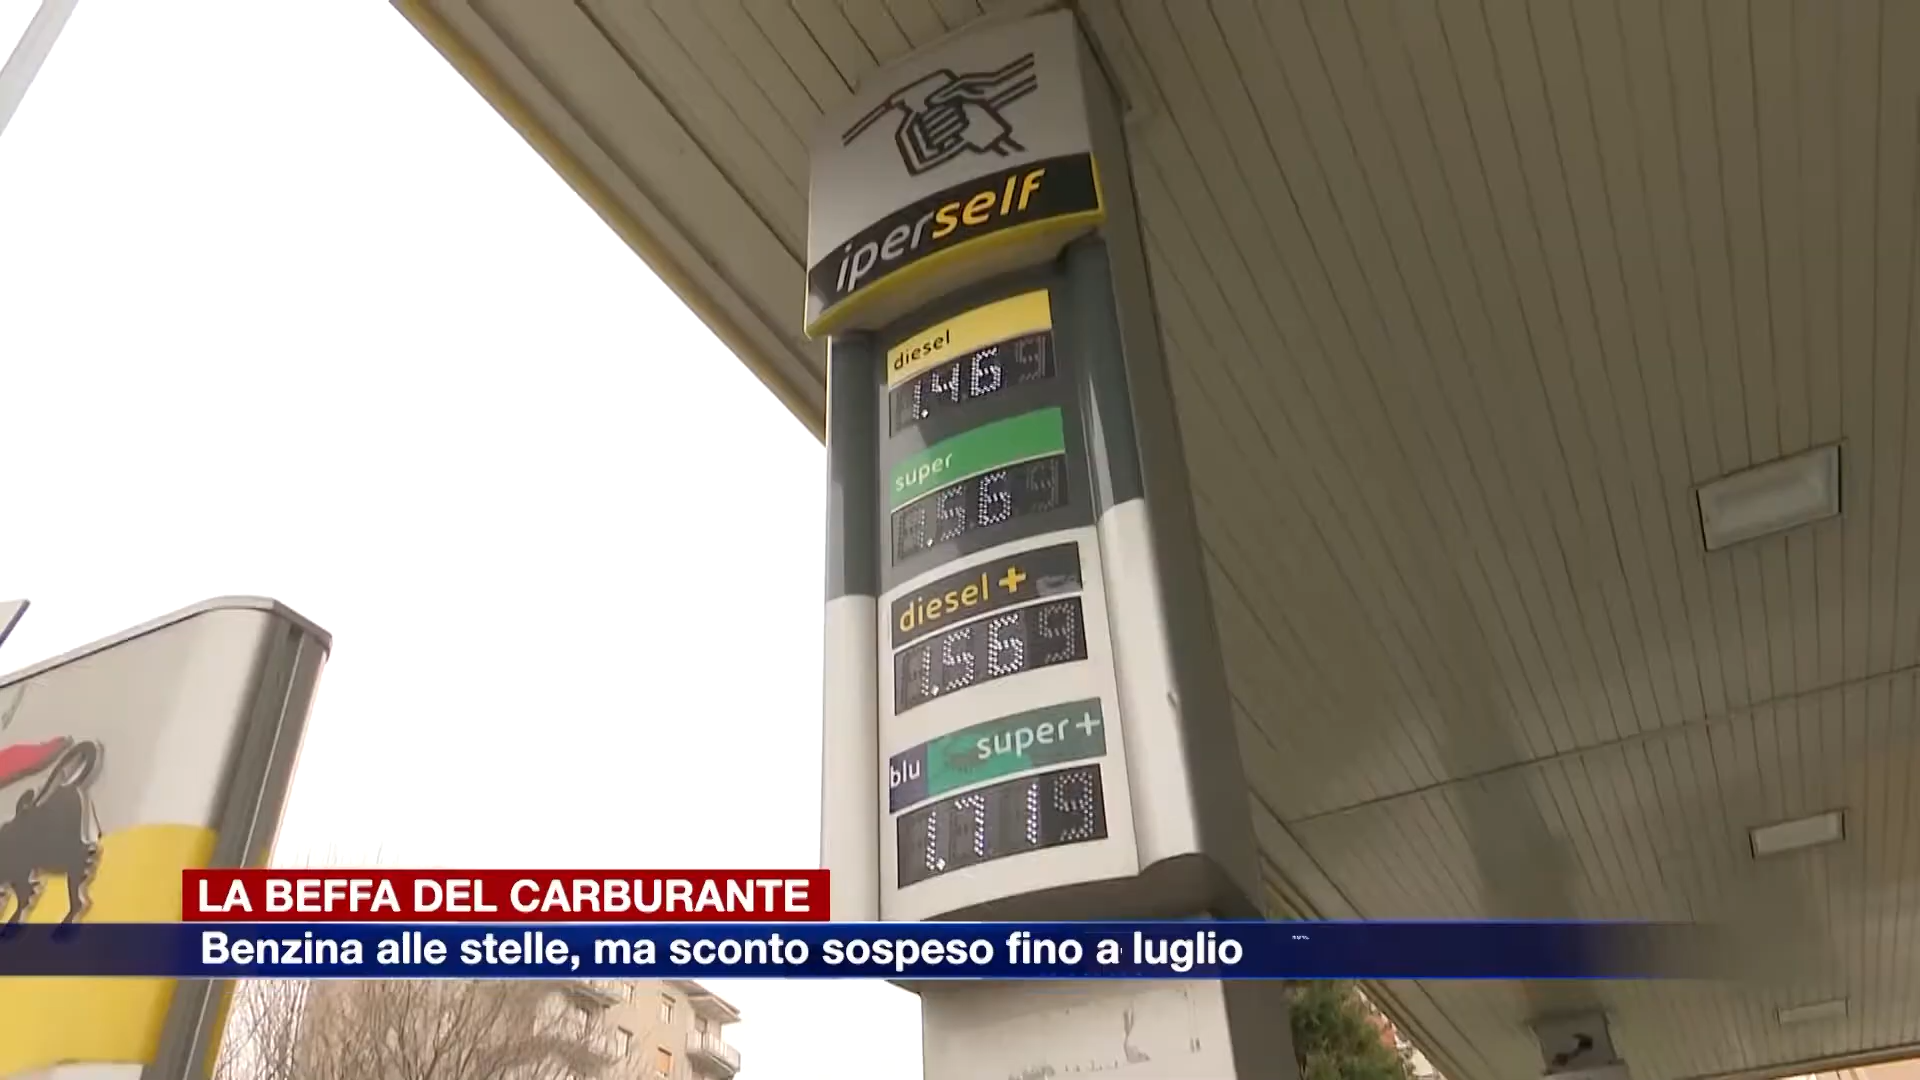 iperself
diesel
1.469
super
1.569
diesel+
1.569
blu super+
1.719
LA BEFFA DEL CARBURANTE
Benzina alle stelle, ma sconto sospeso fino a luglio